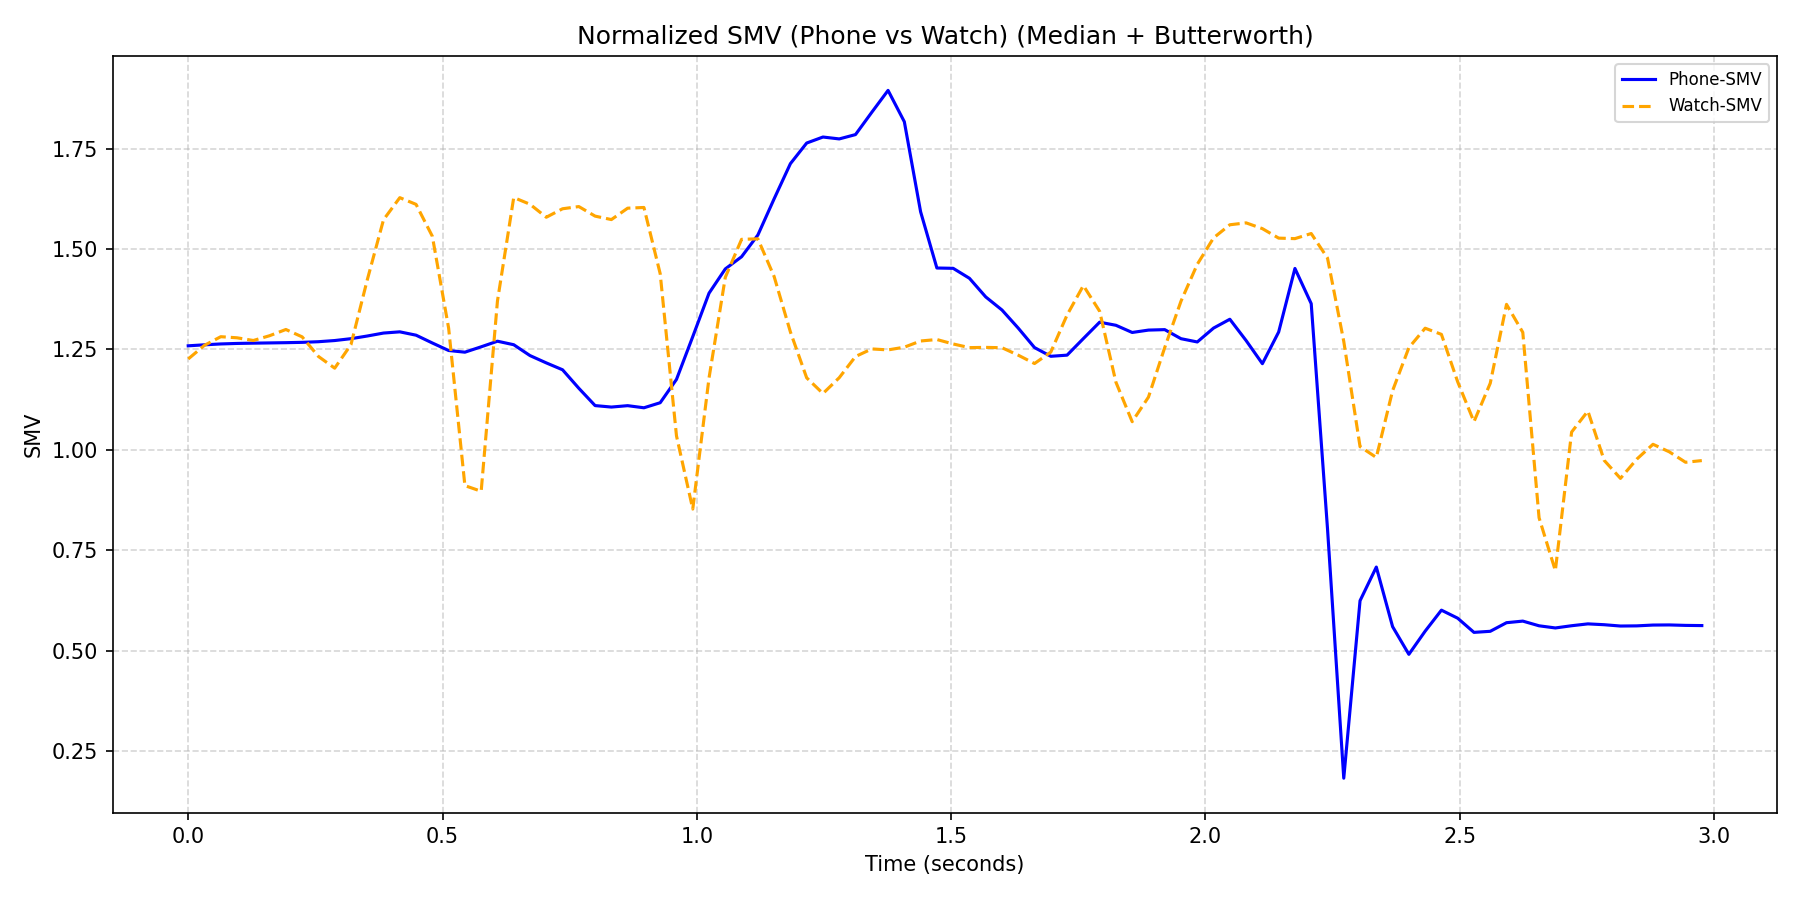 Normalized SMV (Phone vs Watch) (Median + Butterworth)
Phone-SMV
Watch-SMV
1.75
1.50
1.25
1.00
0.75
0.50
0.25
SMV
0.0 0.5 1.0 1.5 2.0 2.5 3.0
Time (seconds)